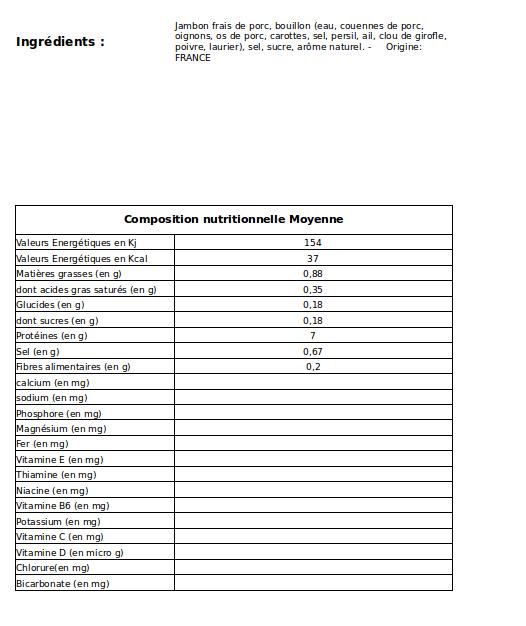 Ingrédients :
Jambon frais de porc, bouillon (eau, couennes de porc,
oignons, os de porc, carottes, sel, persil, ail, clou de girofle,
poivre, laurier), sel, sucre, arôme naturel. - Origine:
FRANCE
Composition nutritionnelle Moyenne
Valeurs Energétiques en Kj 154
Valeurs Energétiques en Kcal 37
Matières grasses (en g) 0,88
dont acides gras saturés (en g) 0,35
Glucides (en g) 0,18
dont sucres (en g) 0,18
Protéines (en g) 7
Sel (en g) 0,67
Fibres alimentaires (en g) 0,2
calcium (en mg)
sodium (en mg)
Phosphore (en mg)
Magnésium (en mg)
Fer (en mg)
Vitamine E (en mg)
Thiamine (en mg)
Niacine (en mg)
Vitamine B6 (en mg)
Potassium (en mg)
Vitamine C (en mg)
Vitamine D (en micro g)
Chlorure(en mg)
Bicarbonate (en mg)